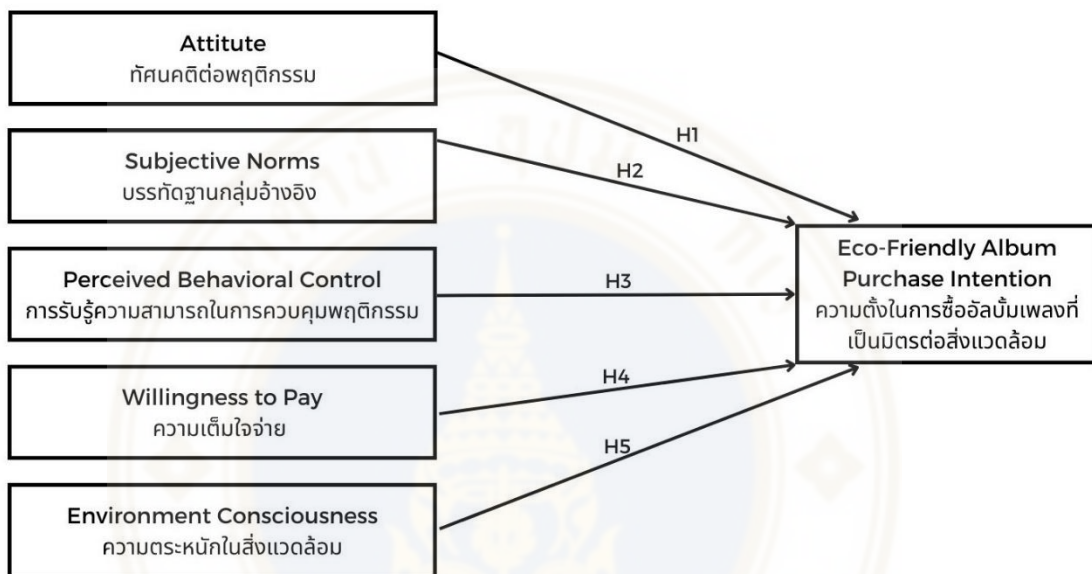 Attitute
ทัศนคติต่อพฤติกรรม
H1
Subjective Norms
บรรทัดฐานกลุ่มอ้างอิง
H2
Perceived Behavioral Control
การรับรู้ความสามารถในการควบคุมพฤติกรรม
H3
Eco-Friendly Album
Purchase Intention
ความตั้งในการซื้ออัลบั้มเพลงที่
เป็นมิตรต่อสิ่งแวดล้อม
Willingness to Pay
ความเต็มใจจ่าย
H4
Environment Consciousness
ความตระหนักในสิ่งแวดล้อม
H5